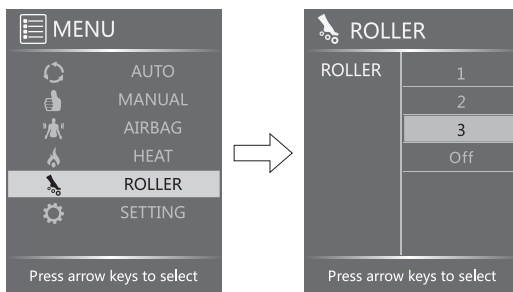 MENU
AUTO
MANUAL
AIRBAG
HEAT
ROLLER
SETTING
Press arrow keys to select
ROLLER
ROLLER
1
2
3
Off
Press arrow keys to select